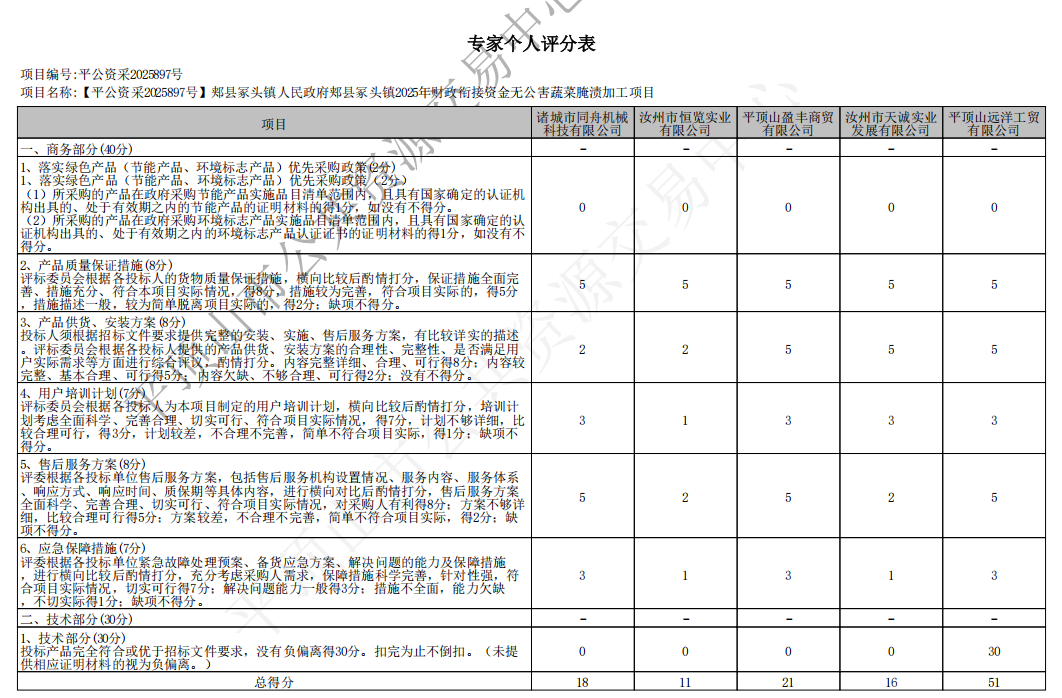 专家个人评分表
项目编号:平公资采2025897号
项目名称:【平公资采2025897号】郏县冢头镇人民政府郏县冢头镇2025年财政衔接资金无公害蔬菜腌渍加工项目
项目 诸城市同舟机械科技有限公司 汝州市恒览实业有限公司 平顶山盈丰商贸有限公司 汝州市天诚实业发展有限公司 平顶山远洋工贸有限公司
一、商务部分(40分) - - - - -
1、落实绿色产品（节能产品、环境标志产品）优先采购政策(2分)
1、落实绿色产品（节能产品、环境标志产品）优先采购政策（2分）
（1）所采购的产品在政府采购节能产品实施品目清单范围内，且具有国家确定的认证机
构出具的、处于有效期之内的节能产品的证明材料的得1分，如没有不得分。
（2）所采购的产品在政府采购环境标志产品实施品目清单范围内，且具有国家确定的认
证机构出具的、处于有效期之内的环境标志产品认证证书的证明材料的得1分，如没有不
得分。
0 0 0 0 0
2、产品质量保证措施(8分)
评标委员会根据各投标人的货物质量保证措施，横向比较后酌情打分，保证措施全面完
善、措施充分、符合本项目实际情况，得8分；措施较为完善，符合项目实际的，得5分
，措施描述一般，较为简单脱离项目实际的、得2分；缺项不得分。
5 5 5 5 5
3、产品供货、安装方案(8分)
投标人须根据招标文件要求提供完整的安装、实施、售后服务方案，有比较详实的描述
。评标委员会根据各投标人提供的产品供货、安装方案的合理性、完整性、是否满足用
户实际需求等方面进行综合评议，酌情打分。内容完整详细、合理、可行得8分；内容较
完整、基本合理、可行得5分；内容欠缺、不够合理、可行得2分；没有不得分。
2 2 5 5 5
4、用户培训计划(7分)
评标委员会根据各投标人为本项目制定的用户培训计划，横向比较后酌情打分，培训计
划考虑全面科学、完善合理、切实可行、符合项目实际情况，得7分，计划不够详细，比
较合理可行，得3分，计划较差，不合理不完善，简单不符合项目实际，得1分；缺项不
得分。
3 1 3 3 3
5、售后服务方案(8分)
评委根据各投标单位售后服务方案，包括售后服务机构设置情况、服务内容、服务体系
、响应方式、响应时间、质保期等具体内容，进行横向对比后酌情打分，售后服务方案
全面科学、完善合理、切实可行、符合项目实际情况，对采购人有利得8分；方案不够详
细，比较合理可行得5分；方案较差，不合理不完善，简单不符合项目实际，得2分；缺
项不得分。
5 2 5 2 5
6、应急保障措施(7分)
评委根据各投标单位紧急故障处理预案、备货应急方案、解决问题的能力及保障措施
，进行横向比较后酌情打分，充分考虑采购人需求，保障措施科学完善，针对性强，符
合项目实际情况，切实可行得7分；解决问题能力一般得3分；措施不全面，能力欠缺
，不切实际得1分；缺项不得分。
3 1 3 1 3
二、技术部分(30分) - - - - -
1、技术部分(30分)
投标产品完全符合或优于招标文件要求，没有负偏离得30分。扣完为止不倒扣。（未提
供相应证明材料的视为负偏离。）
0 0 0 0 30
总得分 18 11 21 16 51
平顶山市公共资源交易中心
平顶山市公共资源交易中心